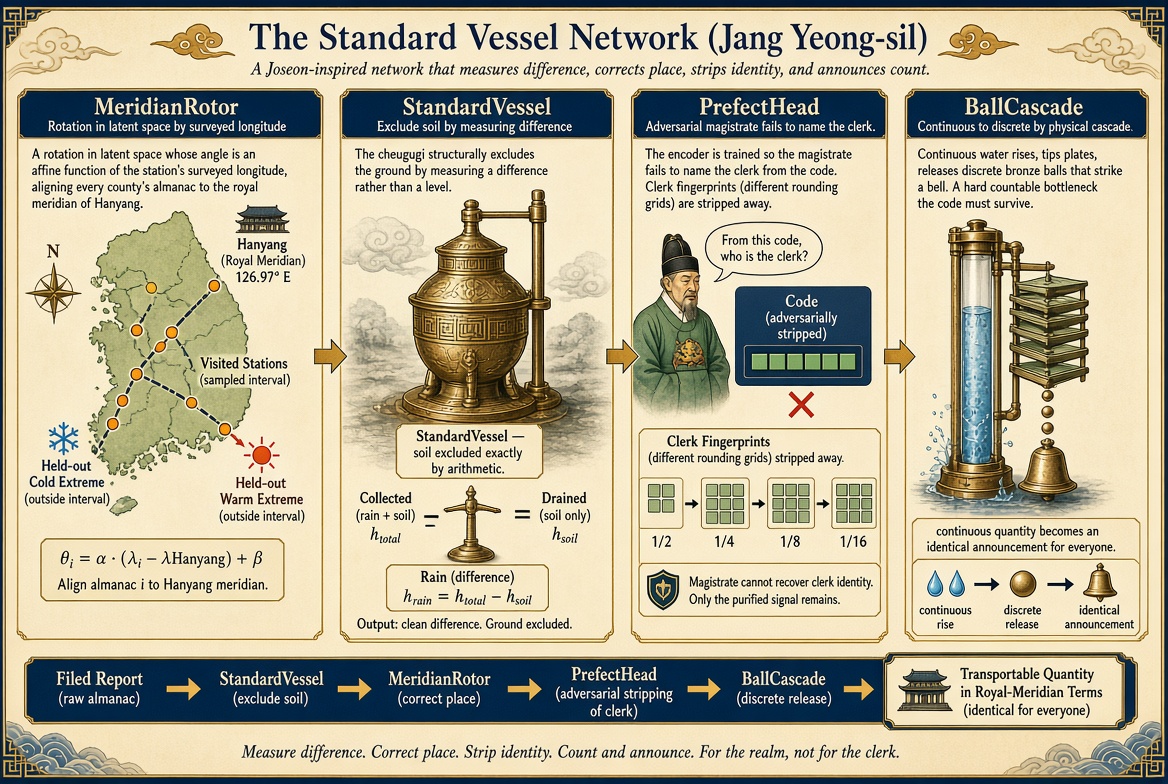 The Standard Vessel Network (Jang Yeong-sil)
A Joseon-inspired network that measures difference, corrects place, strips identity, and announces count.
MeridianRotor
Rotation in latent space by surveyed longitude
A rotation in latent space whose angle is an
affine function of the station's surveyed longitude,
aligning every county's almanac to the royal
meridian of Hanyang.
N
Hanyang
(Royal Meridian)
126.97° E
Visited Stations
(sampled interval)
Held-out
Cold Extreme
(outside interval)
Held-out
Warm Extreme
(outside interval)
θᵢ = α · (λᵢ − λHanyang) + β
Align almanac i to Hanyang meridian.
StandardVessel
Exclude soil by measuring difference
The cheugugi structurally excludes
the ground by measuring a difference
rather than a level.
StandardVessel —
soil excluded exactly
by arithmetic.
Collected
(rain + soil)
h_total
−
=
Drained
(soil only)
h_soil
Rain (difference)
h_rain = h_total − h_soil
Output: clean difference. Ground excluded.
PrefectHead
Adversarial magistrate fails to name the clerk.
The encoder is trained so the magistrate
fails to name the clerk from the code.
Clerk fingerprints (different rounding
grids) are stripped away.
From this code,
who is the clerk?
Code
(adversarially
stripped)
Clerk Fingerprints
(different rounding grids) stripped away.
1/2 1/4 1/8 1/16
Magistrate cannot recover clerk identity.
Only the purified signal remains.
BallCascade
Continuous to discrete by physical cascade.
Continuous water rises, tips plates,
releases discrete bronze balls that strike
a bell. A hard countable bottleneck
the code must survive.
continuous quantity becomes an
identical announcement for everyone.
continuous
rise
discrete
release
identical
announcement
Filed Report
(raw almanac)
StandardVessel
(exclude soil)
MeridianRotor
(correct place)
PrefectHead
(adversarial stripping
of clerk)
BallCascade
(discrete release)
Transportable Quantity
in Royal-Meridian Terms
(identical for everyone)
Measure difference. Correct place. Strip identity. Count and announce. For the realm, not for the clerk.